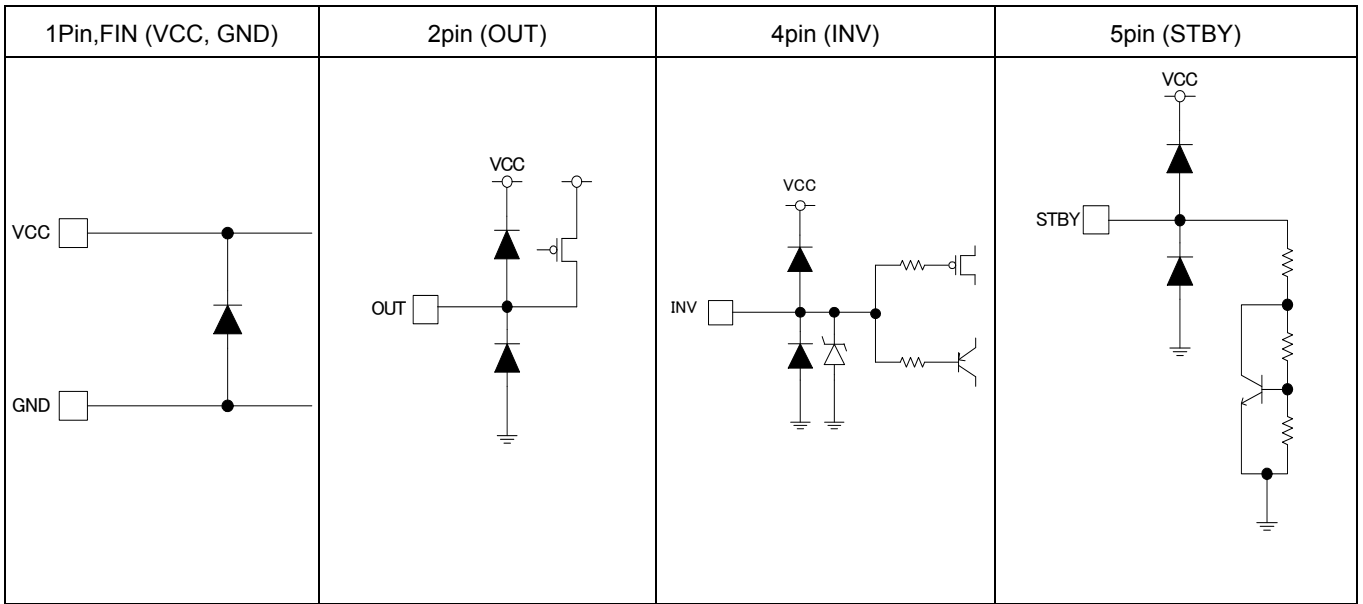 1Pin,FIN (VCC, GND)
2pin (OUT)
4pin (INV)
5pin (STBY)
VCC
GND
VCC
OUT
VCC
INV
VCC
STBY